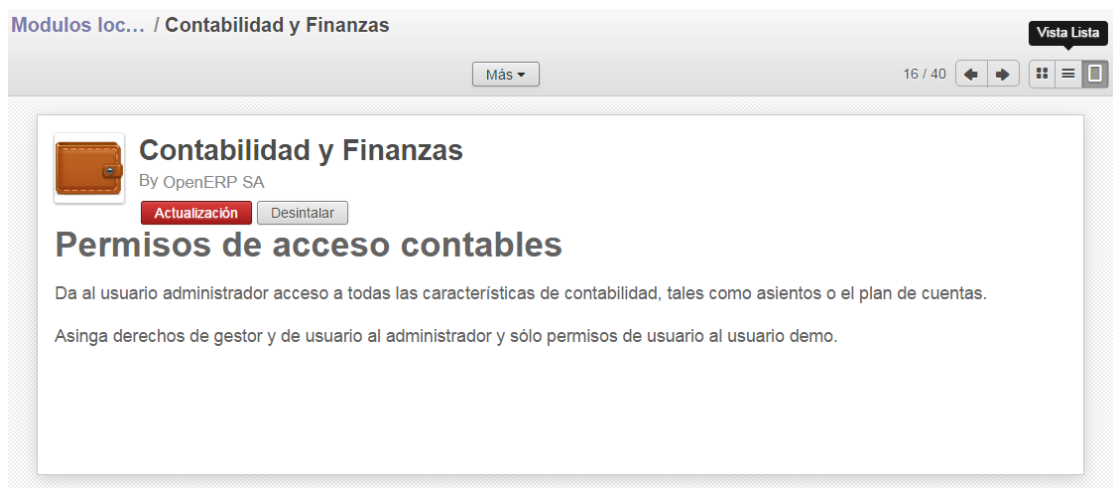 Modulos loc... / Contabilidad y Finanzas
Vista Lista
Más
16 / 40
Contabilidad y Finanzas
By OpenERP SA
Actualización Desintalar
Permisos de acceso contables
Da al usuario administrador acceso a todas las características de contabilidad, tales como asientos o el plan de cuentas.
Asinga derechos de gestor y de usuario al administrador y sólo permisos de usuario al usuario demo.